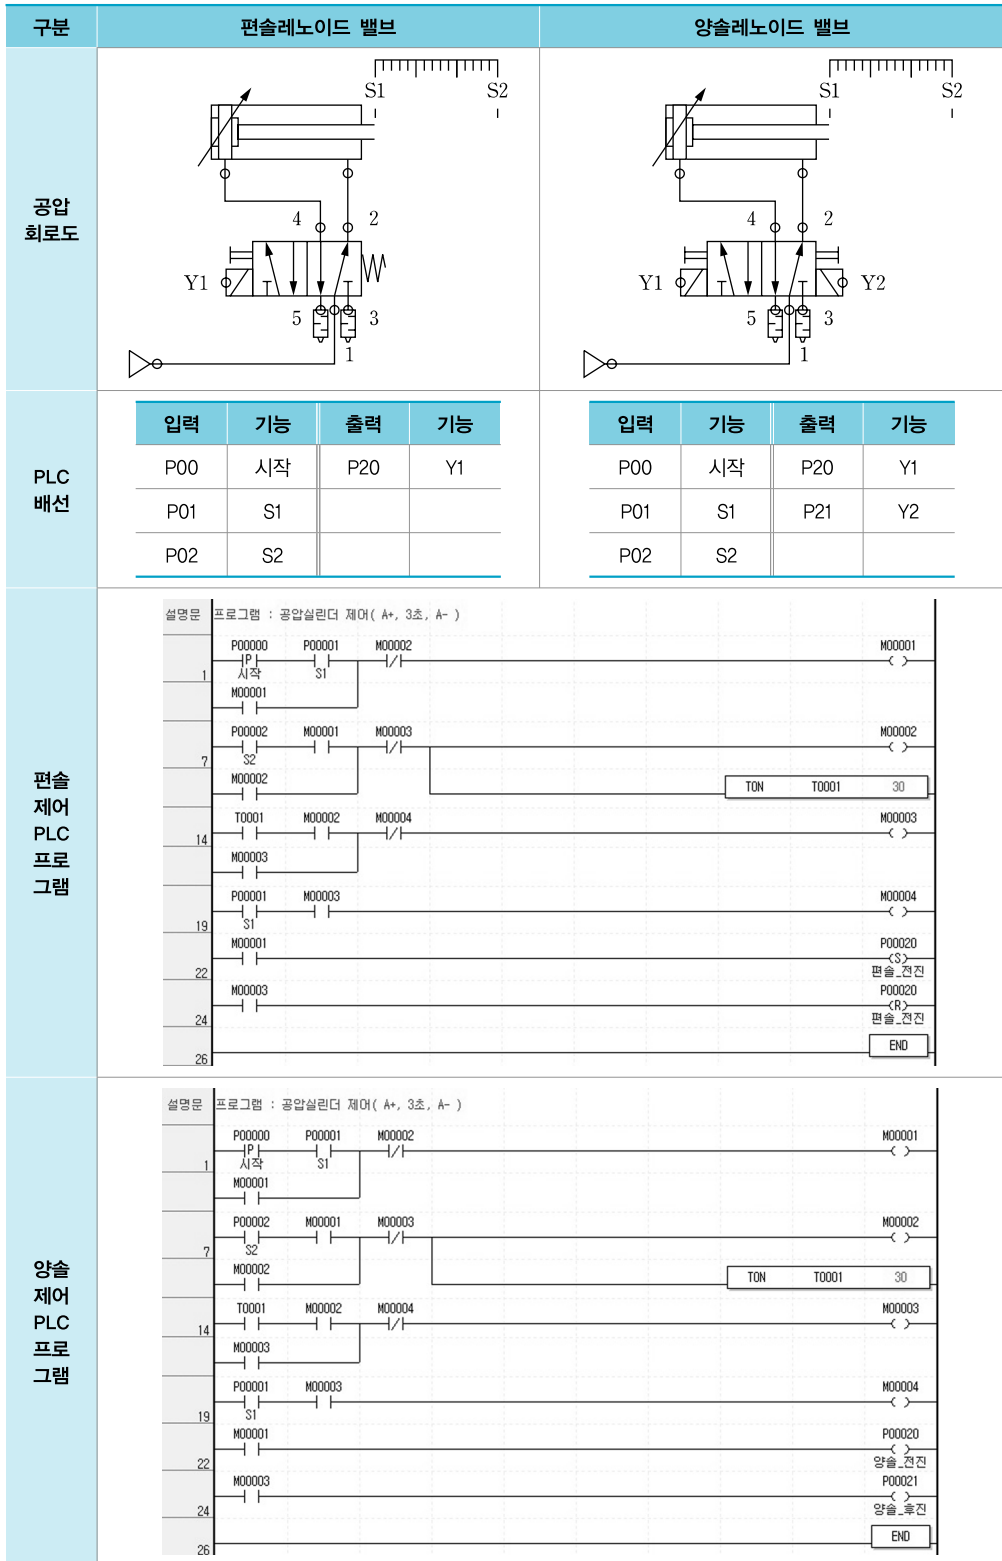 구분 편솔레노이드 밸브 양솔레노이드 밸브
공압
회로도
S1 S2
4 2
Y1
5 3
1
S1 S2
4 2
Y1 Y2
5 3
1
PLC
배선
입력 기능 출력 기능
P00 시작 P20 Y1
P01 S1
P02 S2
입력 기능 출력 기능
P00 시작 P20 Y1
P01 S1 P21 Y2
P02 S2
편솔
제어
PLC
프로
그램
설명문 프로그램 : 공압실린더 제어( A+, 3초, A- )
P00000 P00001 M00002 M00001
P
시작 S1
1
M00001
P00002 M00001 M00003 M00002
S2
7
M00002
TON T0001 30
T0001 M00002 M00004 M00003
14
M00003
P00001 M00003 M00004
S1
19
M00001 P00020
S
편솔_전진
22
M00003 P00020
R
편솔_전진
24
END
26
양솔
제어
PLC
프로
그램
설명문 프로그램 : 공압실린더 제어( A+, 3초, A- )
P00000 P00001 M00002 M00001
P
시작 S1
1
M00001
P00002 M00001 M00003 M00002
S2
7
M00002
TON T0001 30
T0001 M00002 M00004 M00003
14
M00003
P00001 M00003 M00004
S1
19
M00001 P00020
양솔_전진
22
M00003 P00021
양솔_후진
24
END
26